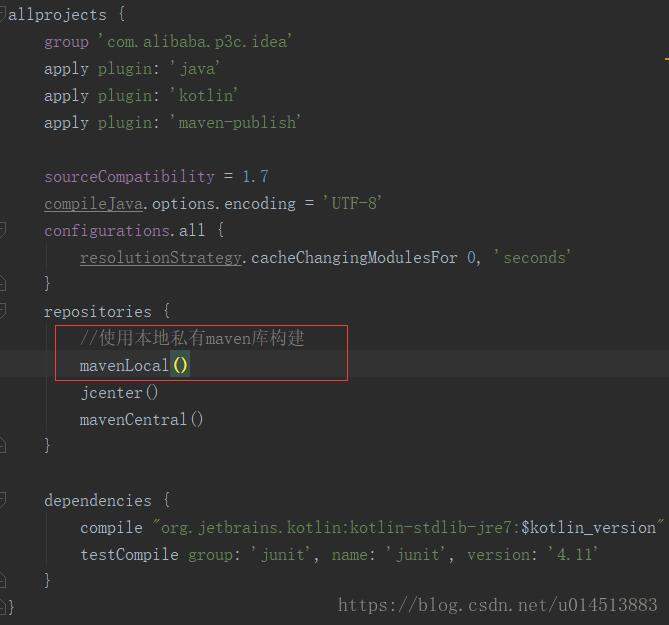 allprojects {
group 'com.alibaba.p3c.idea'
apply plugin: 'java'
apply plugin: 'kotlin'
apply plugin: 'maven-publish'
sourceCompatibility = 1.7
compileJava.options.encoding = 'UTF-8'
configurations.all {
resolutionStrategy.cacheChangingModulesFor 0, 'seconds'
}
repositories {
//使用本地私有maven库构建
mavenLocal()
jcenter()
mavenCentral()
}
dependencies {
compile "org.jetbrains.kotlin:kotlin-stdlib-jre7:$kotlin_version"
testCompile group: 'junit', name: 'junit', version: '4.11'
}
}
https://blog.csdn.net/u014513883